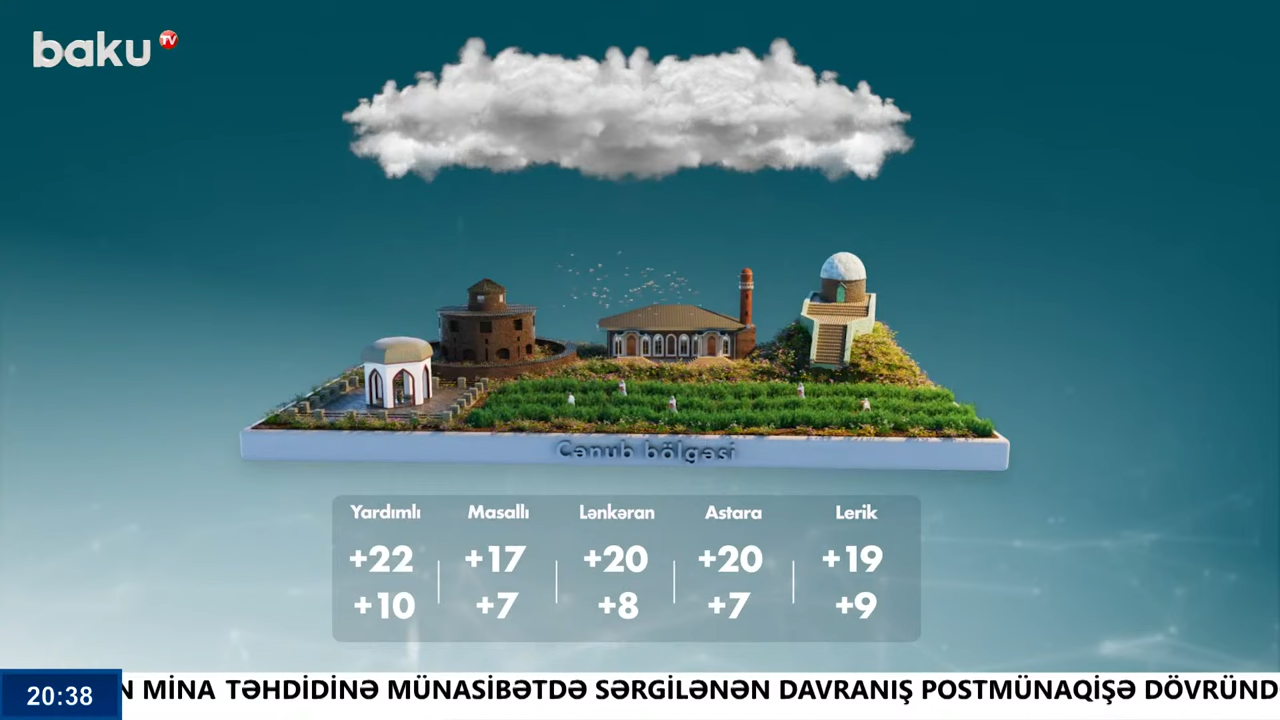 baku TV
Cənub bölgəsi
Yardımlı Masallı Lənkəran Astara Lerik
+22 +17 +20 +20 +19
+10 +7 +8 +7 +9
20:38 N MİNA TƏHDİDİNƏ MÜNASİBƏTDƏ SƏRGİLƏNƏN DAVRANIŞ POSTMÜNAQİŞƏ DÖVRÜND